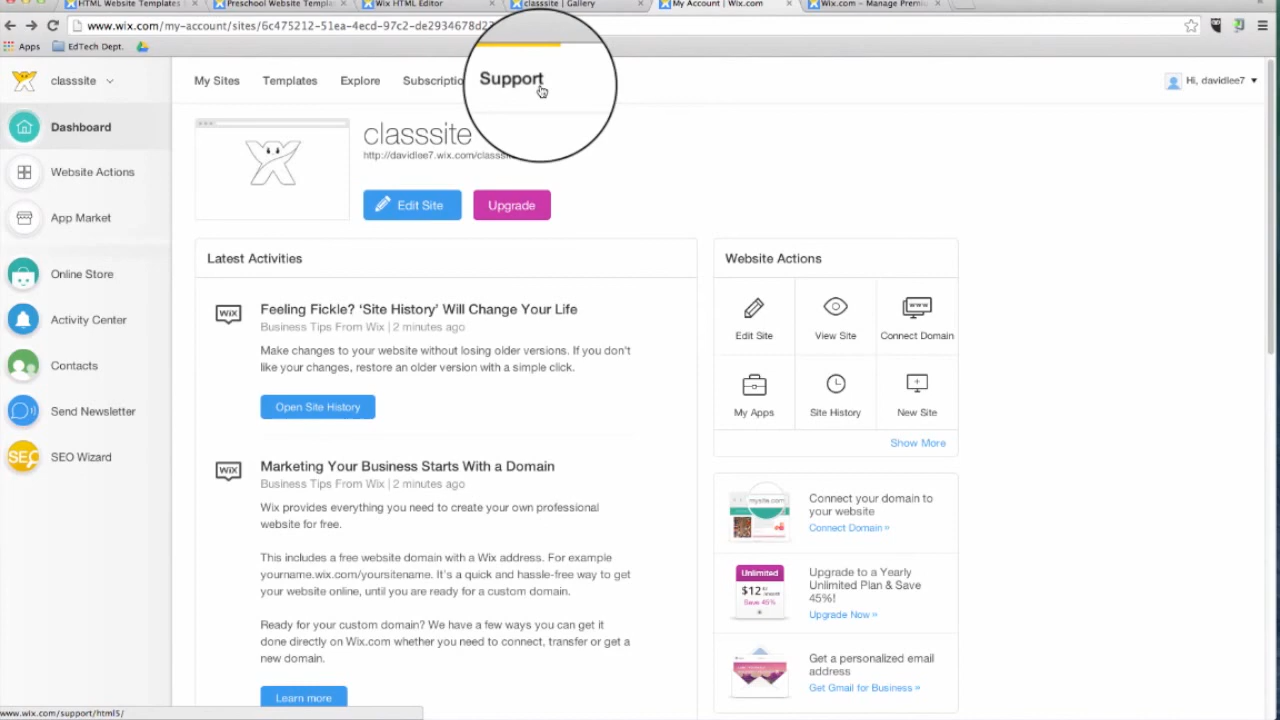 HTML Website Templates
Preschool Website Templa
Wix HTML Editor
classsite | Gallery
My Account | Wix.com
Wix.com – Manage Premiu
www.wix.com/my-account/sites/6c475212-51ea-4ecd-97c2-de2934678d2
Apps
EdTech Dept.
classsite
My Sites
Templates
Explore
Subscriptio
Support
Hi, davidlee7
Dashboard
Website Actions
App Market
Online Store
Activity Center
Contacts
Send Newsletter
SEO
SEO Wizard
classsite
http://davidlee7.wix.com/classsi
Edit Site
Upgrade
Latest Activities
WiX
Feeling Fickle? ‘Site History’ Will Change Your Life
Business Tips From Wix | 2 minutes ago
Make changes to your website without losing older versions. If you don't
like your changes, restore an older version with a simple click.
Open Site History
WiX
Marketing Your Business Starts With a Domain
Business Tips From Wix | 2 minutes ago
Wix provides everything you need to create your own professional
website for free.
This includes a free website domain with a Wix address. For example
yourname.wix.com/yoursitename. It's a quick and hassle-free way to get
your website online, until you are ready for a custom domain.
Ready for your custom domain? We have a few ways you can get it
done directly on Wix.com whether you need to connect, transfer or get a
new domain.
Learn more
Website Actions
Edit Site
View Site
www
Connect Domain
My Apps
Site History
New Site
Show More
mysite.com
Connect your domain to
your website
Connect Domain »
Unlimited
$12
Save 45%
Upgrade to a Yearly
Unlimited Plan & Save
45%!
Upgrade Now »
Get a personalized email
address
Get Gmail for Business »
www.wix.com/support/html5/